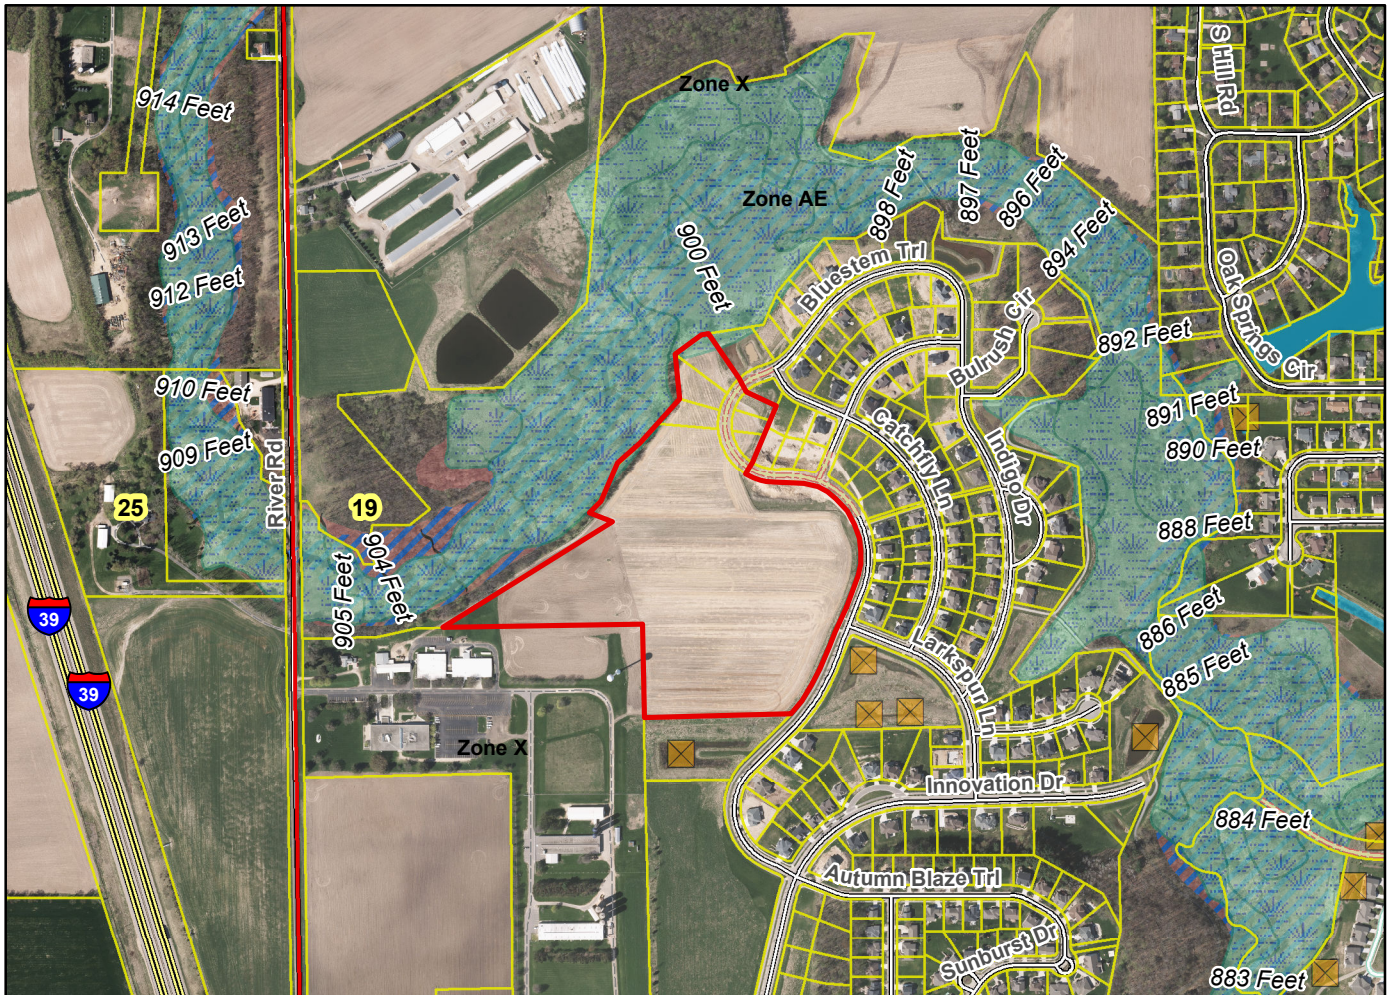 S Hill Rd
Zone X
914 Feet
897 Feet
896 Feet
898 Feet
Zone AE
913 Feet
900 Feet
894 Feet
Bluestem Trl
Oak Springs Cir
912 Feet
Bulrush Cir
892 Feet
910 Feet
891 Feet
909 Feet
Catchfly Ln
Indigo Dr
890 Feet
River Rd
25
19
888 Feet
904 Feet
905 Feet
39
886 Feet
Larkspur Ln
885 Feet
39
Zone X
Innovation Dr
884 Feet
Autumn Blaze Trl
Sunburst Dr
883 Feet